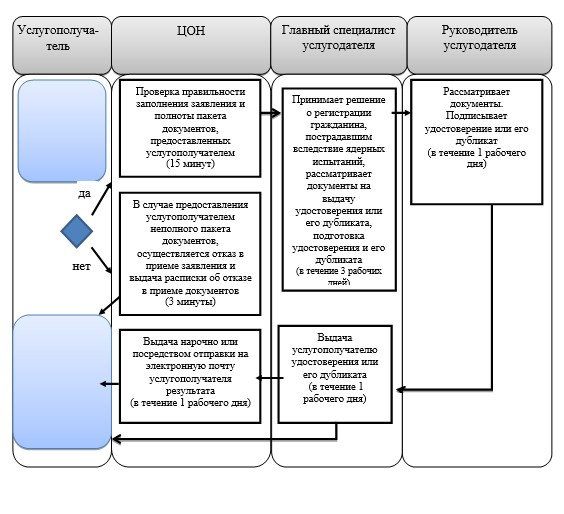 Услугополуча-
тель
ЦОН
Главный специалист
услугодателя
Руководитель
услугодателя
Проверка правильности
заполнения заявления и
полноты пакета
документов,
предоставленных
услугополучателем
(15 минут)
Принимает решение
о регистрации
гражданина,
пострадавшим
вследствие ядерных
испытаний,
рассматривает
документы на
выдачу
удостоверения или
его дубликата,
подготовка
удостоверения и его
дубликата
(в течение 3 рабочих
дней)
Рассматривает
документы.
Подписывает
удостоверение или его
дубликат
(в течение 1 рабочего
дня)
да
нет
В случае предоставления
услугополучателем
неполного пакета
документов,
осуществляется отказ в
приеме заявления и
выдача расписки об отказе
в приеме документов
(3 минуты)
Выдача нарочно или
посредством отправки на
электронную почту
услугополучателя
результата
(в течение 1 рабочего дня)
Выдача
услугополучателю
удостоверения или
его дубликата
(в течение 1
рабочего дня)